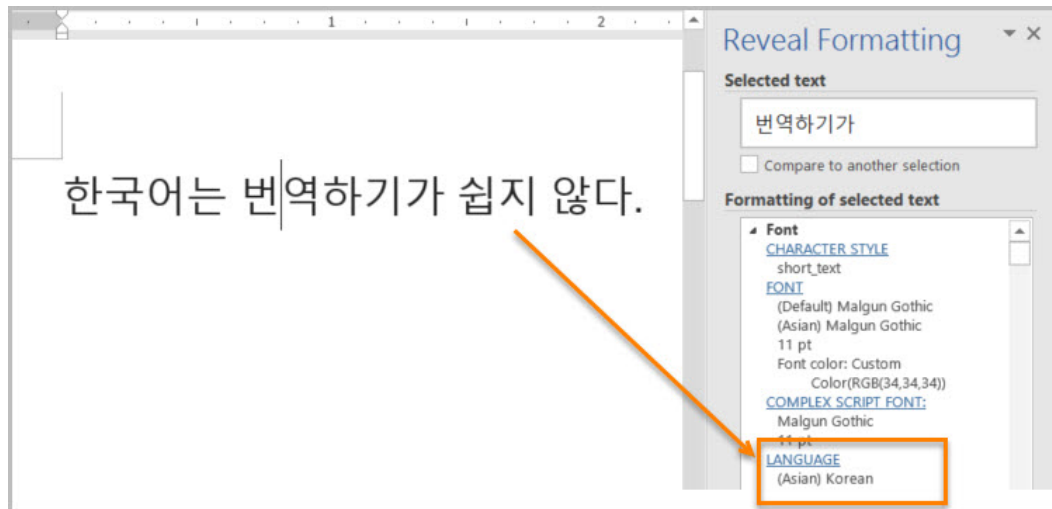 1 2
한국어는 번역하기가 쉽지 않다.
Reveal Formatting
Selected text
번역하기가
Compare to another selection
Formatting of selected text
Font
CHARACTER STYLE
short_text
FONT
(Default) Malgun Gothic
(Asian) Malgun Gothic
11 pt
Font color: Custom
Color(RGB(34,34,34))
COMPLEX SCRIPT FONT:
Malgun Gothic
11 pt
LANGUAGE
(Asian) Korean